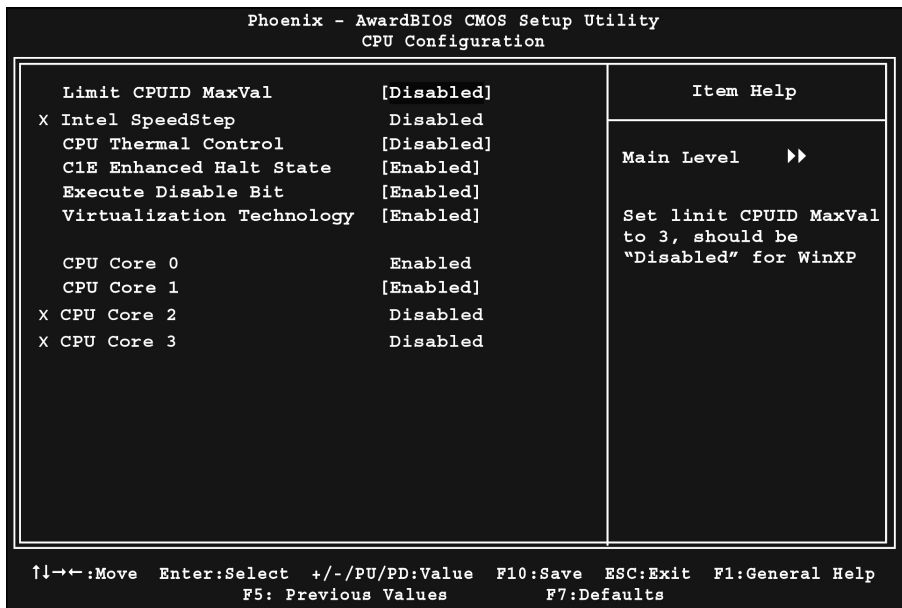 Phoenix – AwardBIOS CMOS Setup Utility
CPU Configuration
Limit CPUID MaxVal [Disabled]
X Intel SpeedStep Disabled
CPU Thermal Control [Disabled]
C1E Enhanced Halt State [Enabled]
Execute Disable Bit [Enabled]
Virtualization Technology [Enabled]
CPU Core 0 Enabled
CPU Core 1 [Enabled]
X CPU Core 2 Disabled
X CPU Core 3 Disabled
Item Help
Main Level
Set linit CPUID MaxVal
to 3, should be
“Disabled” for WinXP
↑↓→←:Move Enter:Select +/-/PU/PD:Value F10:Save ESC:Exit F1:General Help
F5: Previous Values F7:Defaults